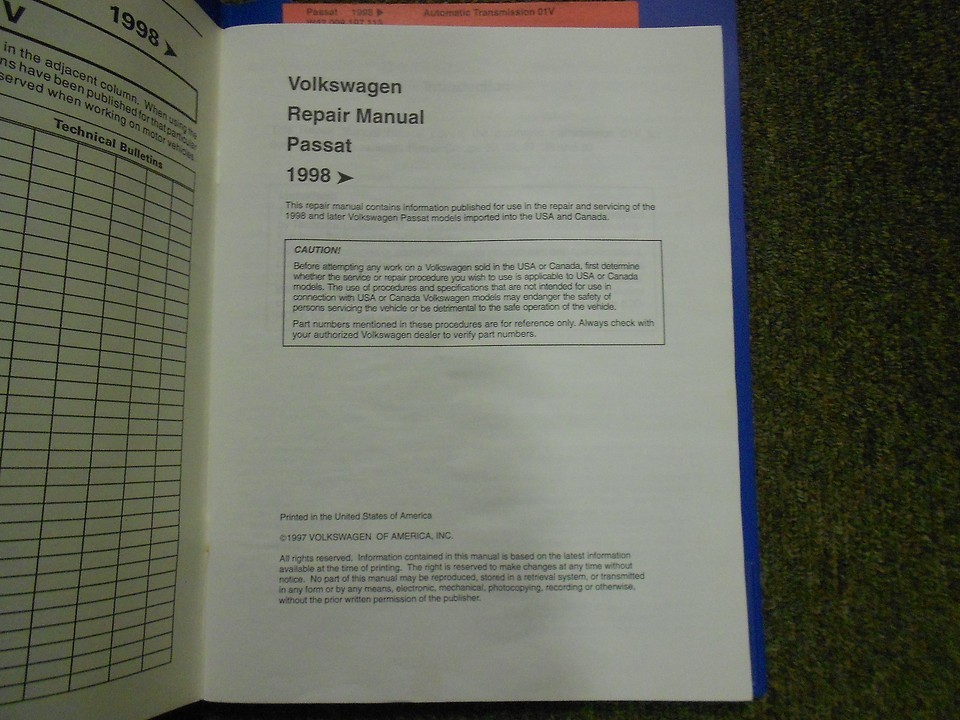 V
1998 ➤
in the adjacent column. When using the
ns have been published for that particular
served when working on motor vehicles.
Technical Bulletins
Passat 1998 ➤ Automatic Transmission 01V
Volkswagen
Repair Manual
Passat
1998 ➤
This repair manual contains information published for use in the repair and servicing of the
1998 and later Volkswagen Passat models imported into the USA and Canada.
CAUTION!
Before attempting any work on a Volkswagen sold in the USA or Canada, first determine
whether the service or repair procedure you wish to use is applicable to USA or Canada
models. The use of procedures and specifications that are not intended for use in
connection with USA or Canada Volkswagen models may endanger the safety of
persons servicing the vehicle or be detrimental to the safe operation of the vehicle.
Part numbers mentioned in these procedures are for reference only. Always check with
your authorized Volkswagen dealer to verify part numbers.
Printed in the United States of America
©1997 VOLKSWAGEN OF AMERICA, INC.
All rights reserved. Information contained in this manual is based on the latest information
available at the time of printing. The right is reserved to make changes at any time without
notice. No part of this manual may be reproduced, stored in a retrieval system, or transmitted
in any form or by any means, electronic, mechanical, photocopying, recording or otherwise,
without the prior written permission of the publisher.